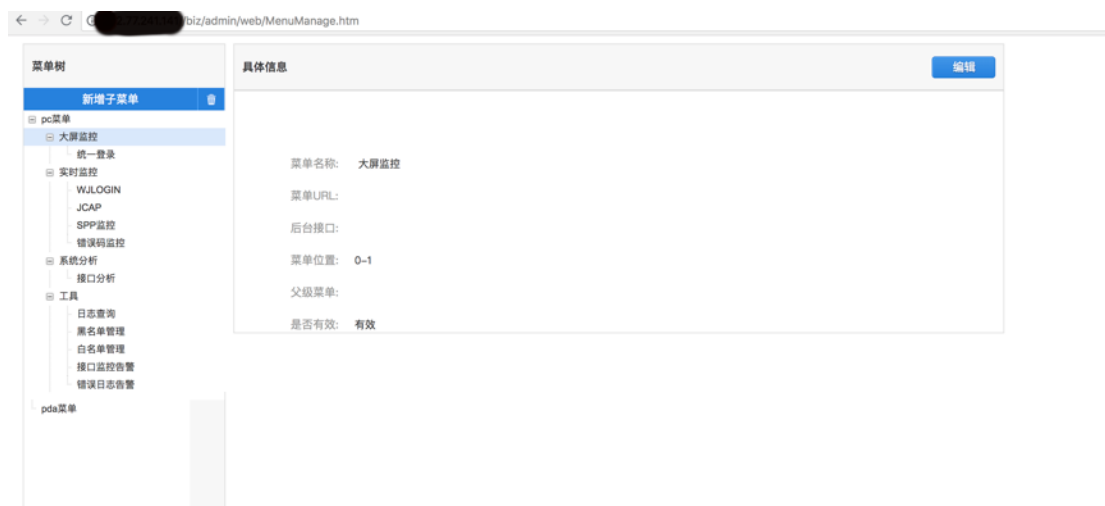 /biz/admin/web/MenuManage.htm
菜单树
新增子菜单
pc菜单
大屏监控
统一登录
实时监控
WJLOGIN
JCAP
SPP监控
错误码监控
系统分析
接口分析
工具
日志查询
黑名单管理
白名单管理
接口监控告警
错误日志告警
pda菜单
具体信息
编辑
菜单名称: 大屏监控
菜单URL:
后台接口:
菜单位置: 0-1
父级菜单:
是否有效: 有效